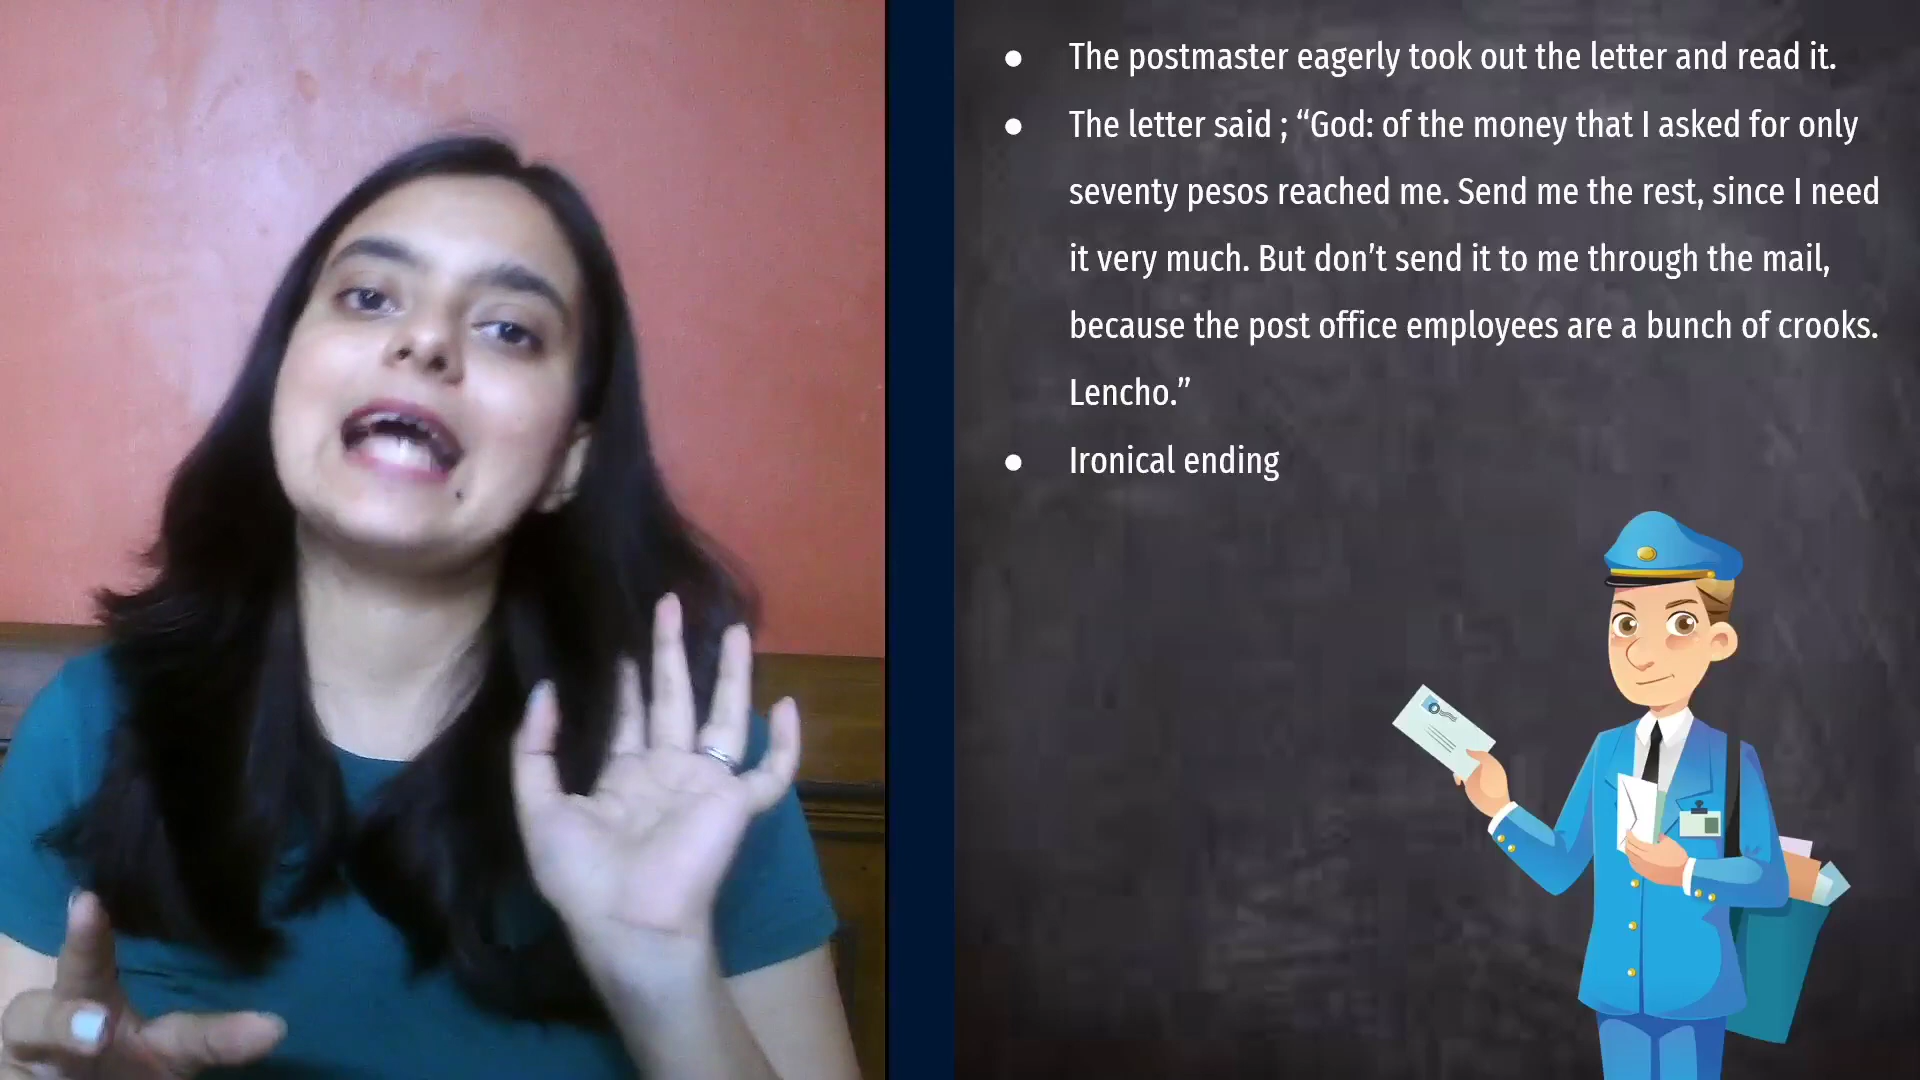 ● The postmaster eagerly took out the letter and read it.
● The letter said ; “God: of the money that I asked for only
seventy pesos reached me. Send me the rest, since I need
it very much. But don’t send it to me through the mail,
because the post office employees are a bunch of crooks.
Lencho.”
● Ironical ending